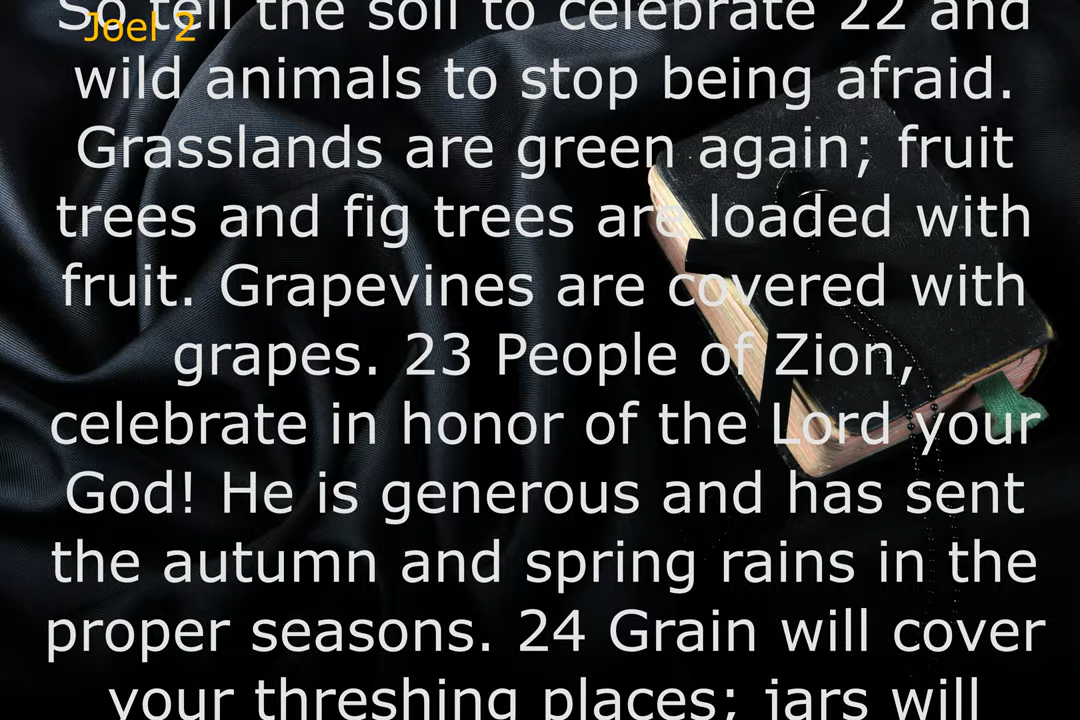 So tell the soil to celebrate 22 and
Joel 2
wild animals to stop being afraid.
Grasslands are green again; fruit
trees and fig trees are loaded with
fruit. Grapevines are covered with
grapes. 23 People of Zion,
celebrate in honor of the Lord your
God! He is generous and has sent
the autumn and spring rains in the
proper seasons. 24 Grain will cover
your threshing places; jars will